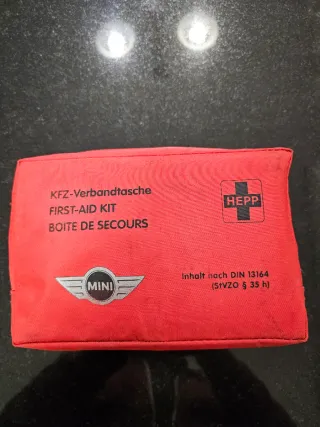 KFZ-Verbandtasche
FIRST-AID KIT
BOITE DE SECOURS
HEPP
MINI
Inhalt nach DIN 13164
(StVZO § 35 h)